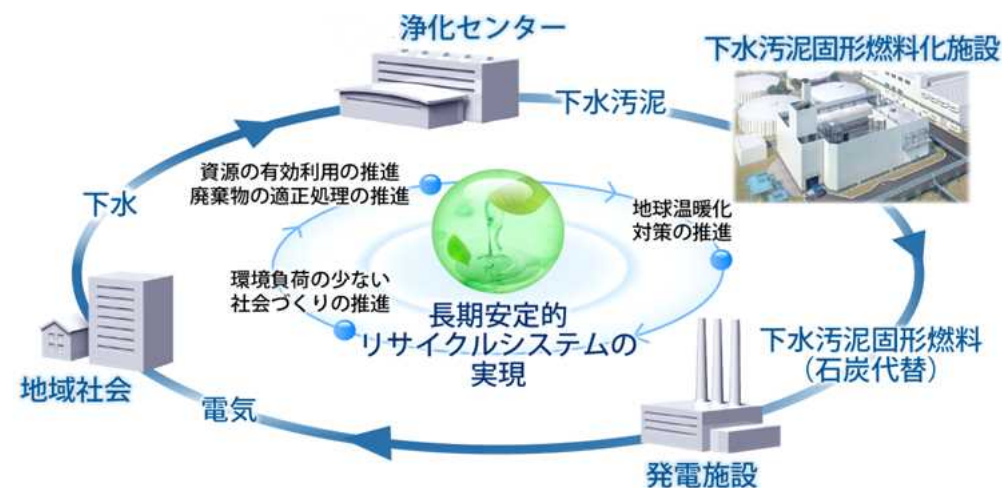 浄化センター
下水汚泥固形燃料化施設
下水汚泥
資源の有効利用の推進
廃棄物の適正処理の推進
下水
地球温暖化
対策の推進
環境負荷の少ない
社会づくりの推進
長期安定的
リサイクルシステムの
実現
下水汚泥固形燃料
（石炭代替）
地域社会
電気
発電施設